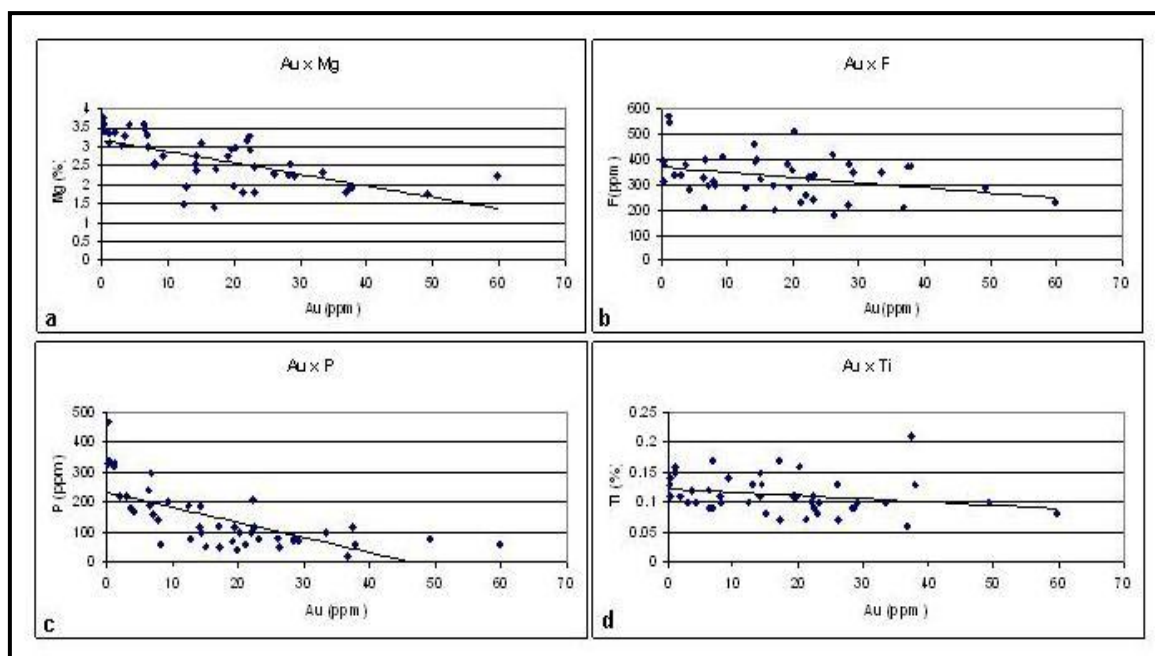 Au x Mg
Mg (%)
4
3.5
3
2.5
2
1.5
1
0.5
0
0 10 20 30 40 50 60 70
Au (ppm)
a
Au x F
F (ppm)
600
500
400
300
200
100
0
0 10 20 30 40 50 60 70
Au (ppm)
b
Au x P
P (ppm)
500
400
300
200
100
0
0 10 20 30 40 50 60 70
Au (ppm)
c
Au x Ti
Ti (%)
0.25
0.2
0.15
0.1
0.05
0
0 10 20 30 40 50 60 70
Au (ppm)
d